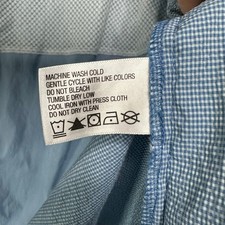 MACHINE WASH COLD
GENTLE CYCLE WITH LIKE COLORS
DO NOT BLEACH
TUMBLE DRY LOW
COOL IRON WITH PRESS CLOTH
DO NOT DRY CLEAN